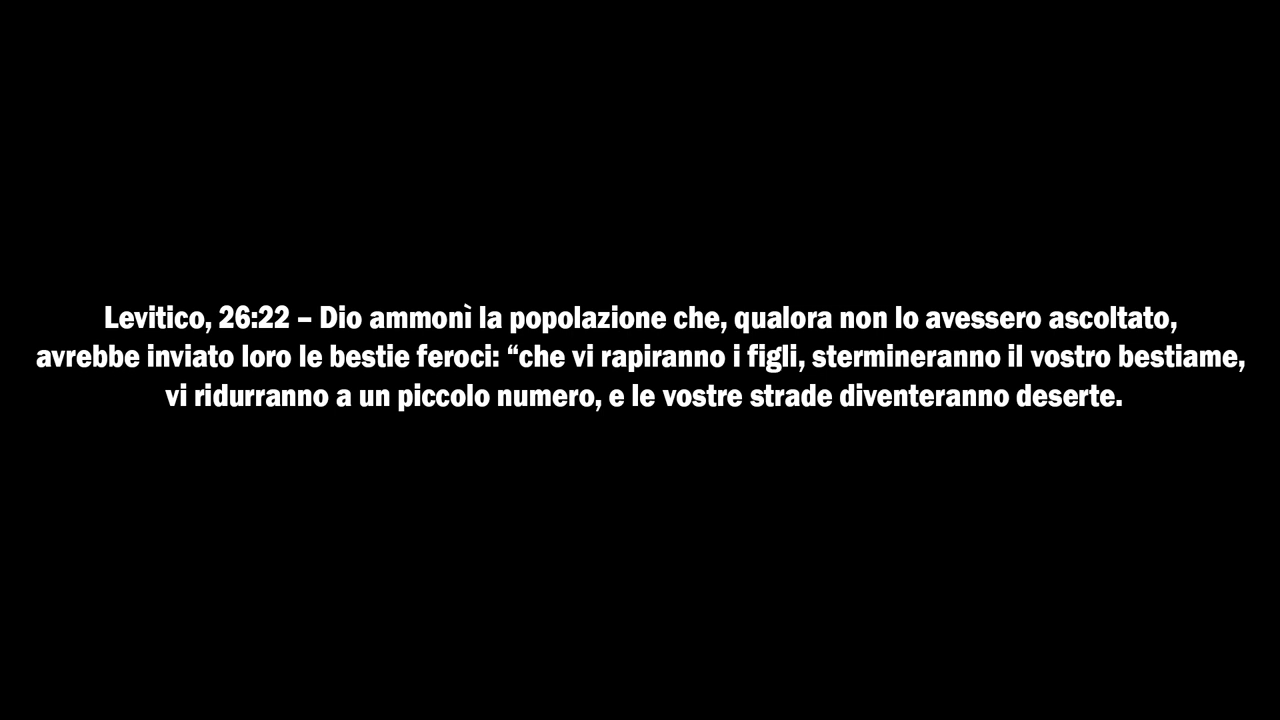 Levitico, 26:22 – Dio ammonì la popolazione che, qualora non lo avessero ascoltato,
avrebbe inviato loro le bestie feroci: “che vi rapiranno i figli, stermineranno il vostro bestiame,
vi ridurranno a un piccolo numero, e le vostre strade diventeranno deserte.